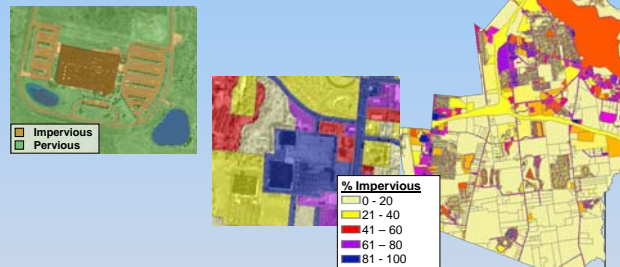 Impervious
Pervious
% Impervious
0 - 20
21 - 40
41 – 60
61 – 80
81 - 100